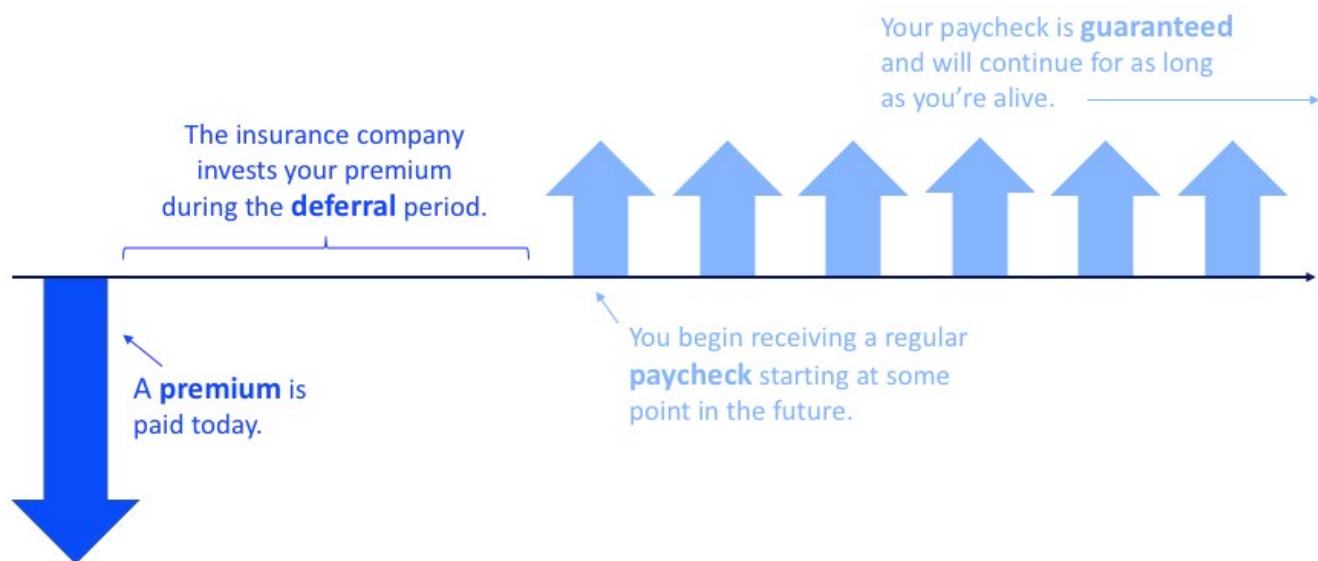 Your paycheck is guaranteed
and will continue for as long
as you’re alive.
The insurance company
invests your premium
during the deferral period.
A premium is
paid today.
You begin receiving a regular
paycheck starting at some
point in the future.